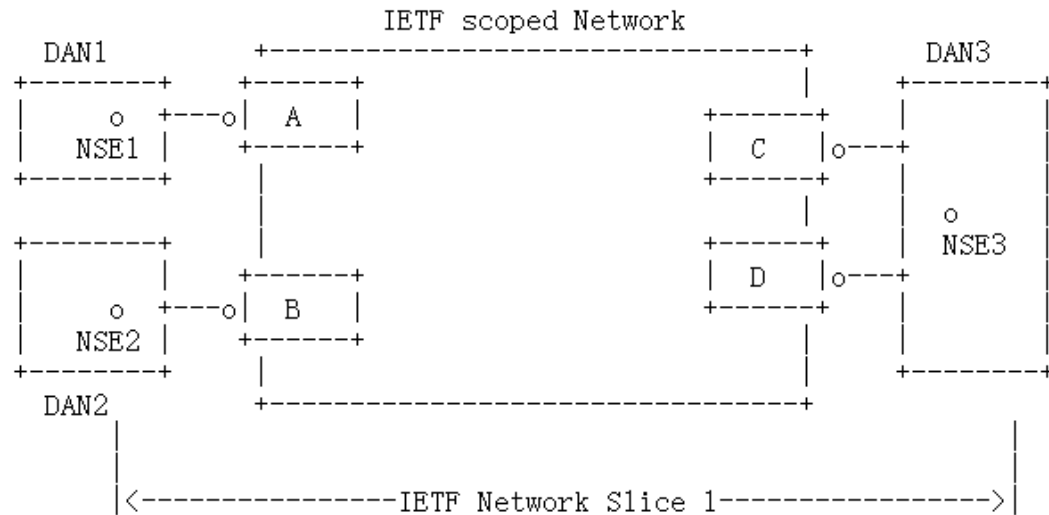 IETF scoped Network
DAN1
DAN3
o
o
A
NSE1
C
o
o
NSE3
D
o
o
o
B
NSE2
DAN2
IETF Network Slice 1